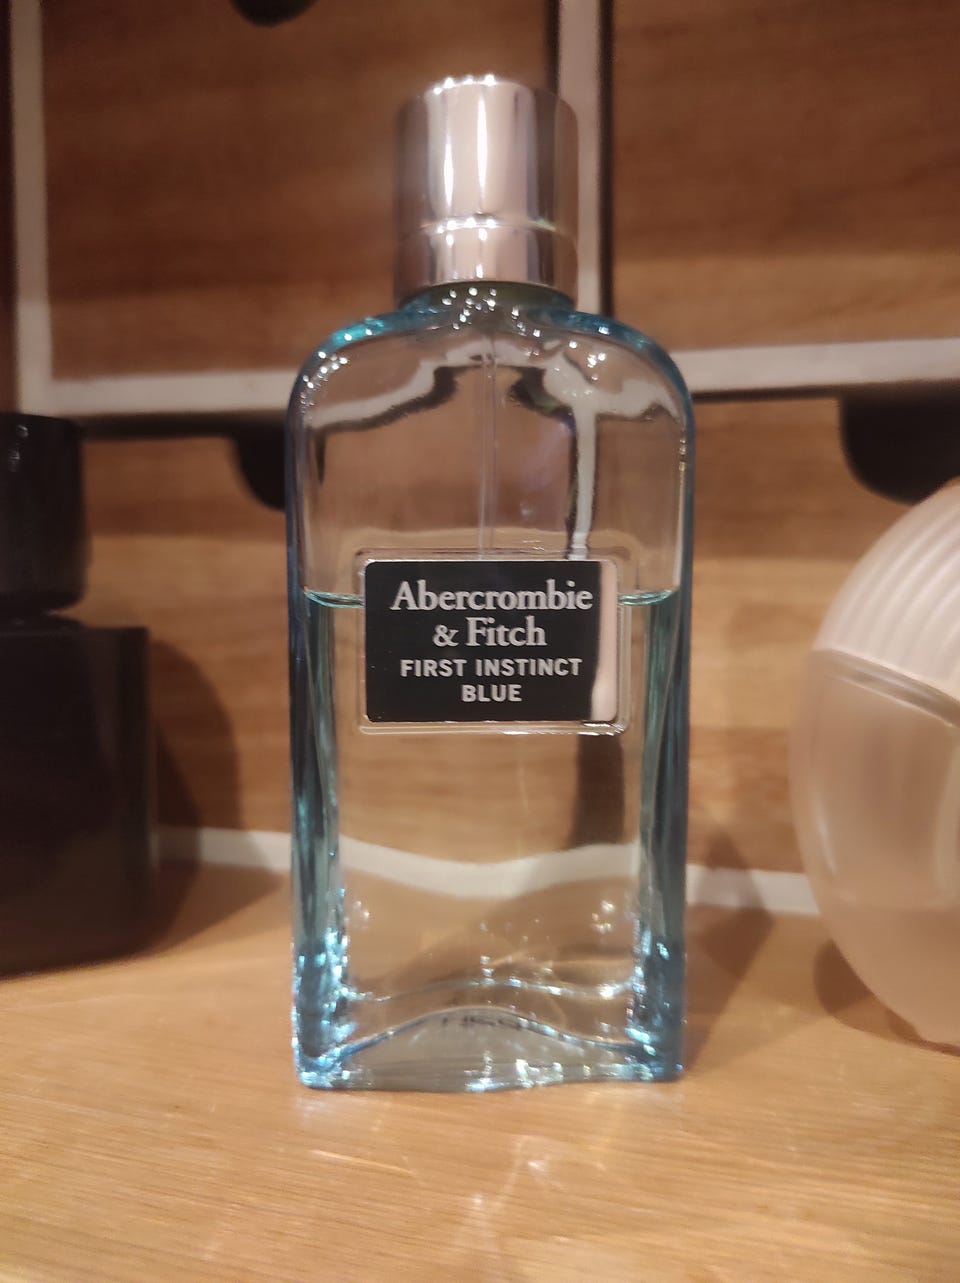 Abercrombie
& Fitch
FIRST INSTINCT
BLUE